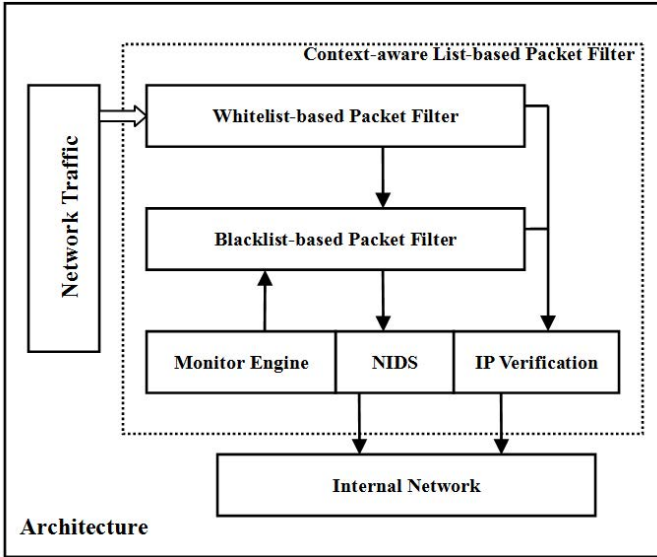 Context-aware List-based Packet Filter
Network Traffic
Whitelist-based Packet Filter
Blacklist-based Packet Filter
Monitor Engine
NIDS
IP Verification
Internal Network
Architecture